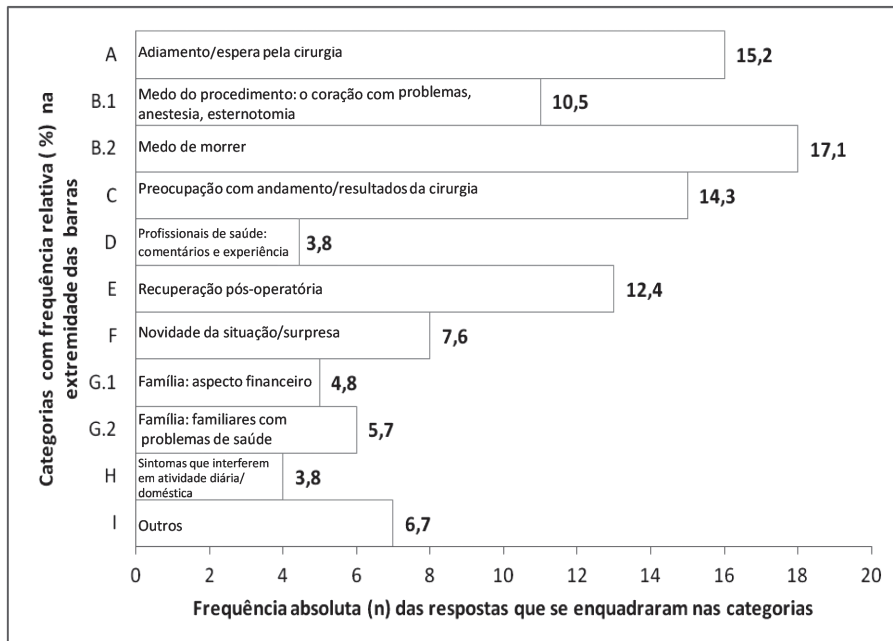 Categorias com frequência relativa ( %) na
extremidade das barras
A
Adiamento/espera pela cirurgia
15,2
B.1
Medo do procedimento: o coração com problemas,
anestesia, esternotomia
10,5
B.2
Medo de morrer
17,1
C
Preocupação com andamento/resultados da cirurgia
14,3
D
Profissionais de saúde:
comentários e experiência
3,8
E
Recuperação pós-operatória
12,4
F
Novidade da situação/surpresa
7,6
G.1
Família: aspecto financeiro
4,8
G.2
Família: familiares com
problemas de saúde
5,7
H
Sintomas que interferem
em atividade diária/
doméstica
3,8
I
Outros
6,7
0 2 4 6 8 10 12 14 16 18 20
Frequência absoluta (n) das respostas que se enquadraram nas categorias